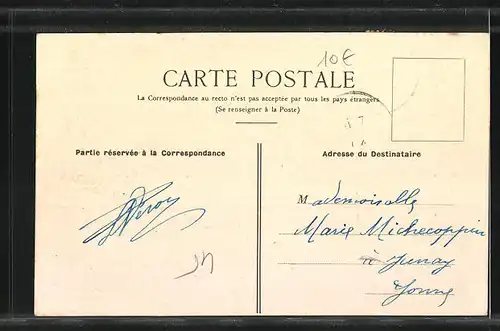 10€
CARTE POSTALE
La Correspondance au recto n'est pas acceptée par tous les pays étrangers
(Se renseigner à la Poste)
Partie réservée à la Correspondance
Adresse du Destinataire
Mademoiselle
Marie Michecoppin
à Junay
Yonne